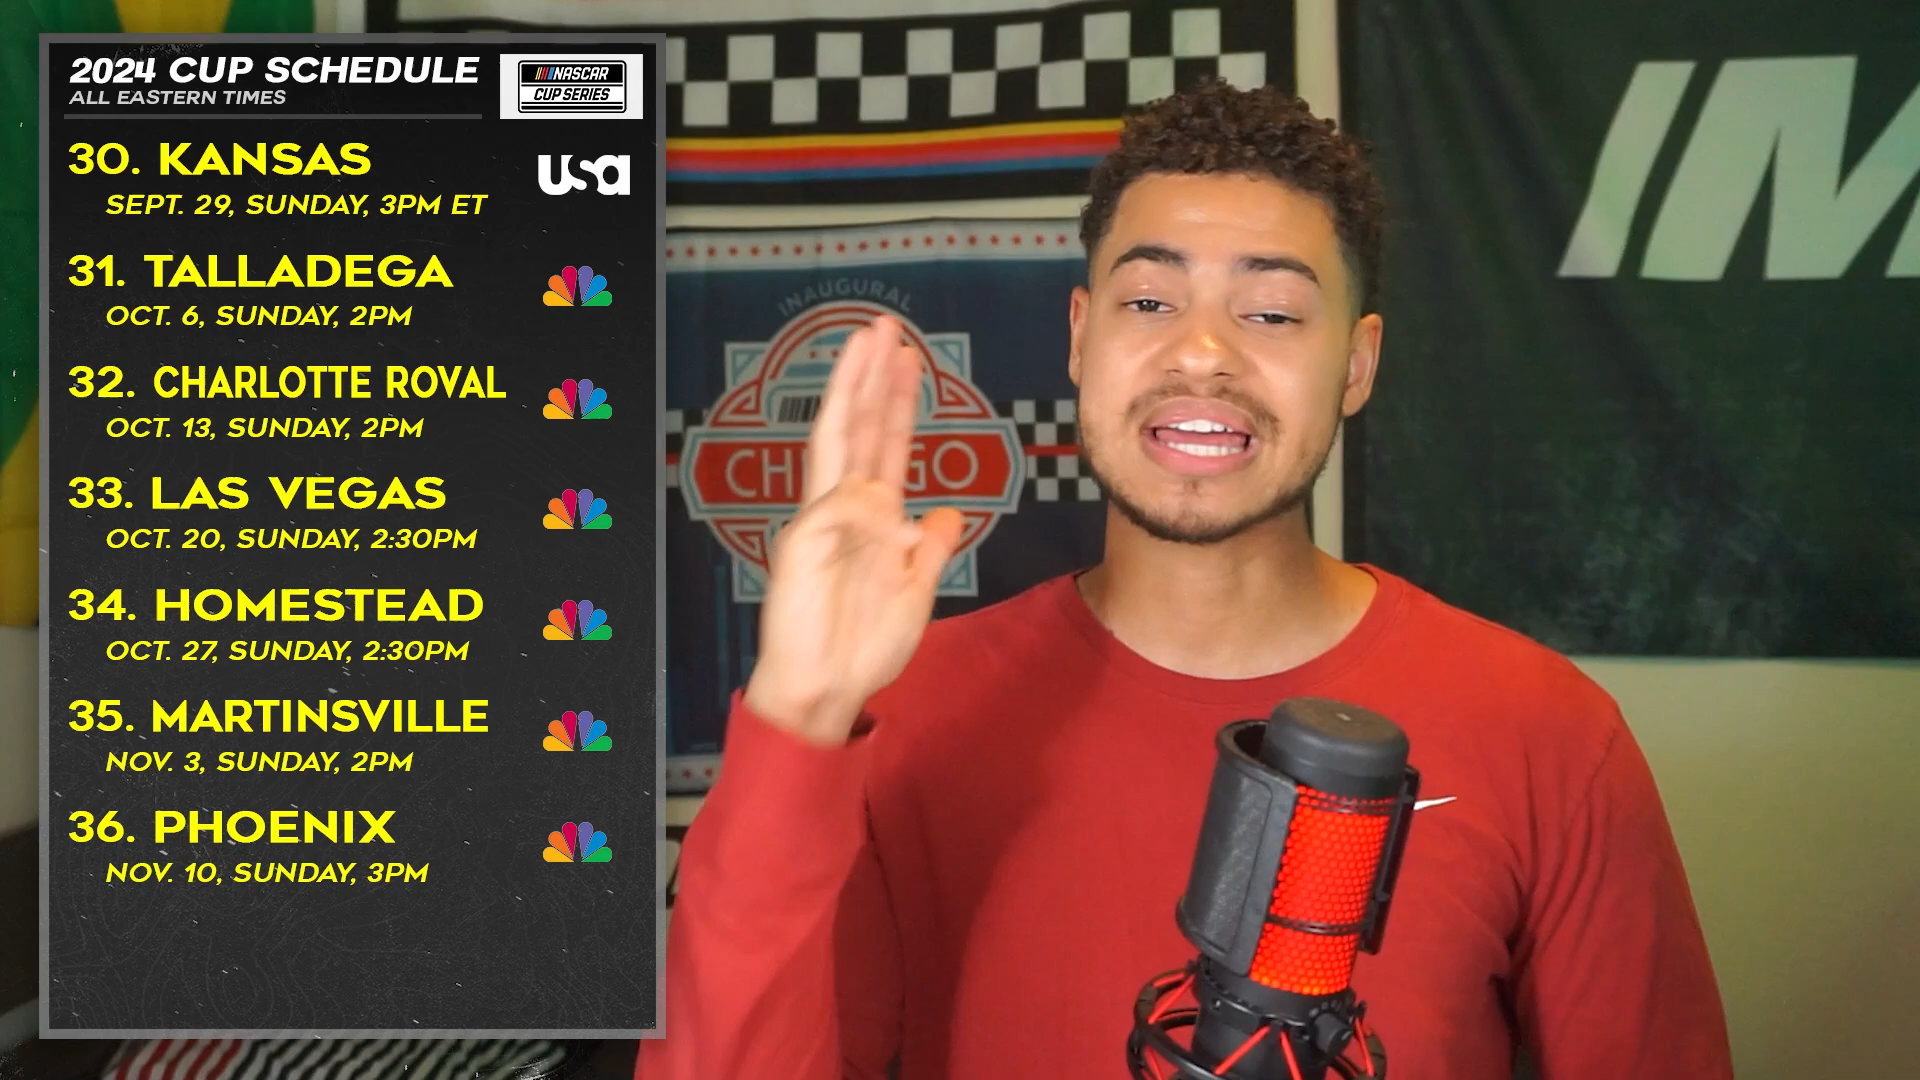 2024 CUP SCHEDULE
ALL EASTERN TIMES
NASCAR
CUP SERIES
30. KANSAS
SEPT. 29, SUNDAY, 3PM ET
usa
31. TALLADEGA
OCT. 6, SUNDAY, 2PM
32. CHARLOTTE ROVAL
OCT. 13, SUNDAY, 2PM
33. LAS VEGAS
OCT. 20, SUNDAY, 2:30PM
34. HOMESTEAD
OCT. 27, SUNDAY, 2:30PM
35. MARTINSVILLE
NOV. 3, SUNDAY, 2PM
36. PHOENIX
NOV. 10, SUNDAY, 3PM
INAUGURAL
IM